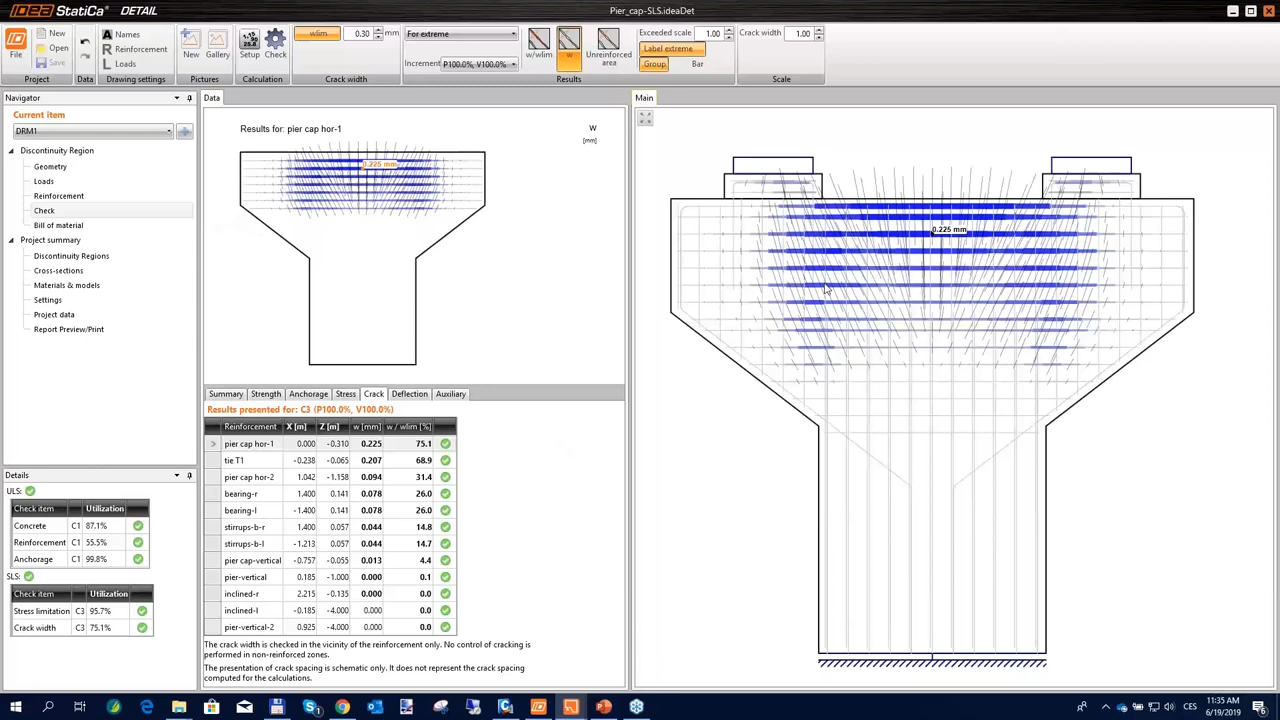 IDEA StatiCa® DETAIL
Pier_cap-SLS.ideaDet
File
New
Open
Save
Project
Data
Names
Reinforcement
Loads
Drawing settings
New
Gallery
Pictures
Setup
Check
Calculation
wlim 0.30 mm
Crack width
For extreme
Increment P100.0%, V100.0%
w/wlim
w
Unreinforced
area
Results
Exceeded scale 1.00
Label extreme
Group Bar
Crack width 1.00
Scale
Navigator
Current item
DRM1
Discontinuity Region
Geometry
Loads
Reinforcement
Check
Bill of material
Project summary
Discontinuity Regions
Cross-sections
Materials & models
Settings
Project data
Report Preview/Print
Details
ULS:
Check item Utilization
Concrete C1 87.1%
Reinforcement C1 55.5%
Anchorage C1 99.8%
SLS:
Check item Utilization
Stress limitation C3 95.7%
Crack width C3 75.1%
Data
Results for: pier cap hor-1
W
[mm]
0.225 mm
Summary Strength Anchorage Stress Crack Deflection Auxiliary
Results presented for: C3 (P100.0%, V100.0%)
Reinforcement X [m] Z [m] w [mm] w / wlim [%]
pier cap hor-1 0.000 -0.310 0.225 75.1
tie T1 -0.238 -0.065 0.207 68.9
pier cap hor-2 1.042 -1.158 0.094 31.4
bearing-r 1.400 0.141 0.078 26.0
bearing-l -1.400 0.141 0.078 26.0
stirrups-b-r 1.400 0.057 0.044 14.8
stirrups-b-l -1.213 0.057 0.044 14.7
pier cap-vertical -0.757 -0.055 0.013 4.4
pier-vertical 0.185 -1.000 0.000 0.1
inclined-r 2.215 -0.135 0.000 0.0
inclined-l -0.185 -4.000 0.000 0.0
pier-vertical-2 0.925 -4.000 0.000 0.0
The crack width is checked in the vicinity of the reinforcement only. No control of cracking is
performed in non-reinforced zones.
The presentation of crack spacing is schematic only. It does not represent the crack spacing
computed for the calculations.
Main
0.225 mm
CES
11:35 AM
6/19/2019